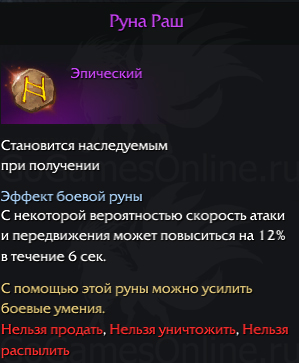 Руна Раш
Эпический
Становится наследуемым
при получении
Эффект боевой руны
С некоторой вероятностью скорость атаки
и передвижения может повыситься на 12%
в течение 6 сек.
С помощью этой руны можно усилить
боевые умения.
Нельзя продать, Нельзя уничтожить, Нельзя
распылить